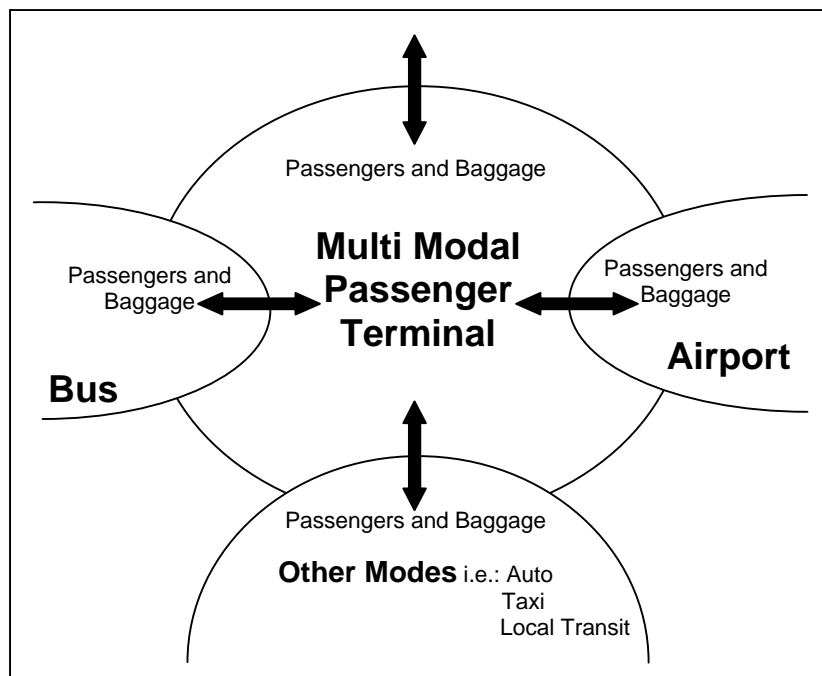 Passengers and Baggage
Multi Modal
Passenger
Terminal
Passengers and
Baggage
Bus
Passengers and
Baggage
Airport
Passengers and Baggage
Other Modes i.e.: Auto
Taxi
Local Transit